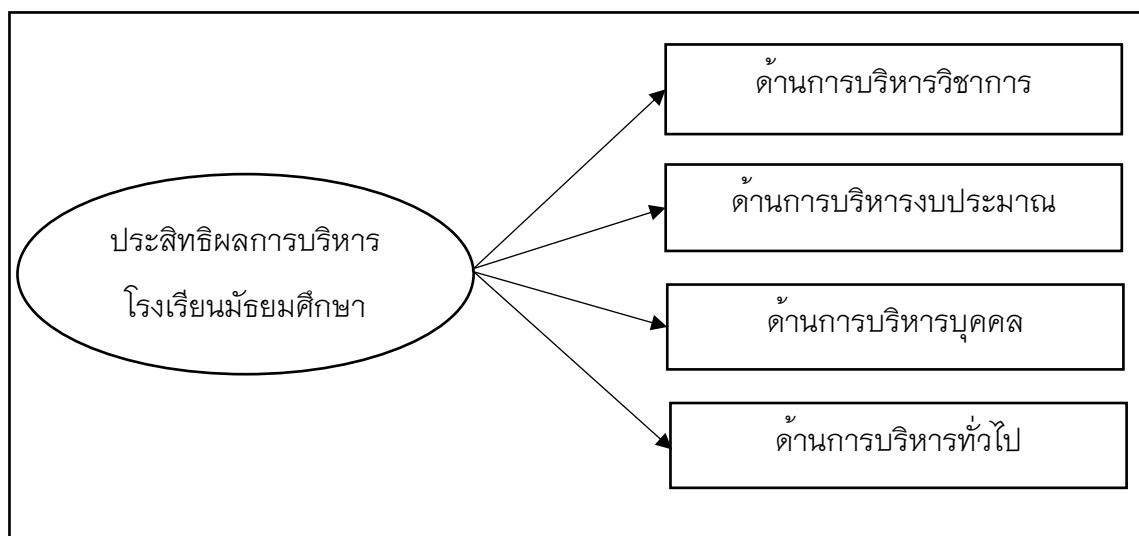 ประสิทธิผลการบริหาร
โรงเรียนมัธยมศึกษา
ด้านการบริหารวิชาการ
ด้านการบริหารงบประมาณ
ด้านการบริหารบุคคล
ด้านการบริหารทั่วไป